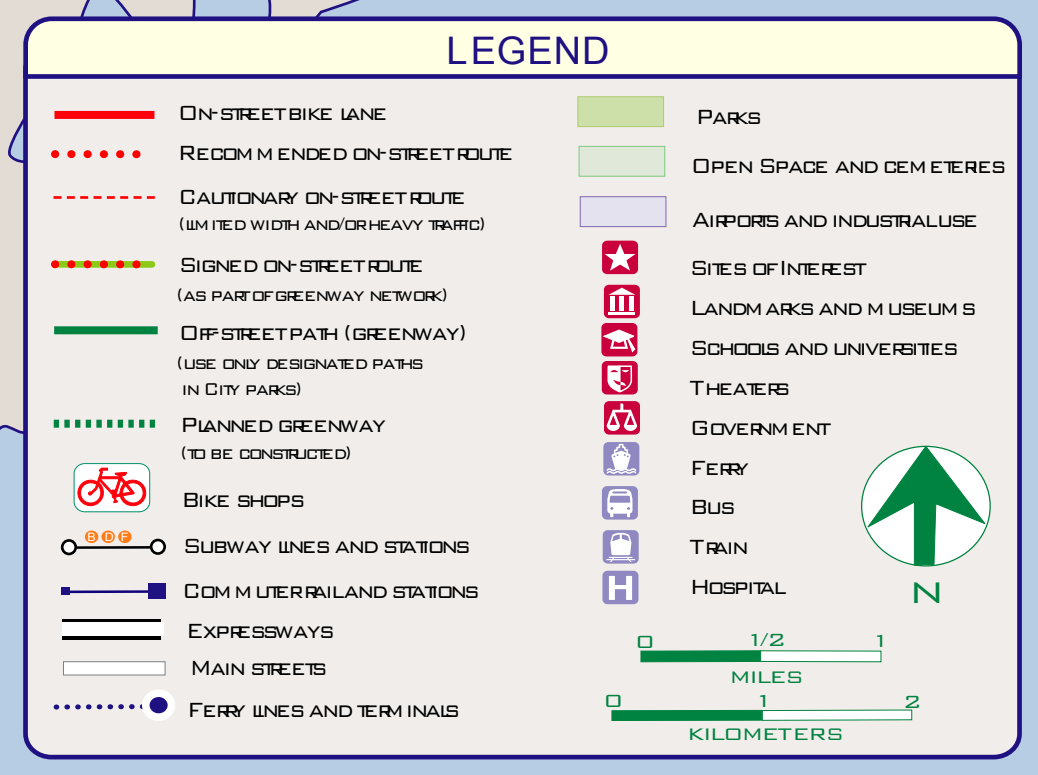 LEGEND
ON-STREET BIKE LANE
RECOMMENDED ON-STREET ROUTE
CAUTIONARY ON-STREET ROUTE
(LIMITED WIDTH AND/OR HEAVY TRAFFIC)
SIGNED ON-STREET ROUTE
(AS PART OF GREENWAY NETWORK)
OFF-STREET PATH (GREENWAY)
(USE ONLY DESIGNATED PATHS
IN CITY PARKS)
PLANNED GREENWAY
(TO BE CONSTRUCTED)
BIKE SHOPS
B D F
SUBWAY LINES AND STATIONS
COMMUTER RAIL AND STATIONS
EXPRESSWAYS
MAIN STREETS
FERRY LINES AND TERMINALS
PARKS
OPEN SPACE AND CEMETERIES
AIRPORTS AND INDUSTRIAL USE
SITES OF INTEREST
LANDMARKS AND MUSEUMS
SCHOOLS AND UNIVERSITIES
THEATERS
GOVERNMENT
FERRY
BUS
TRAIN
H HOSPITAL
N
0 1/2 1
MILES
0 1 2
KILOMETERS